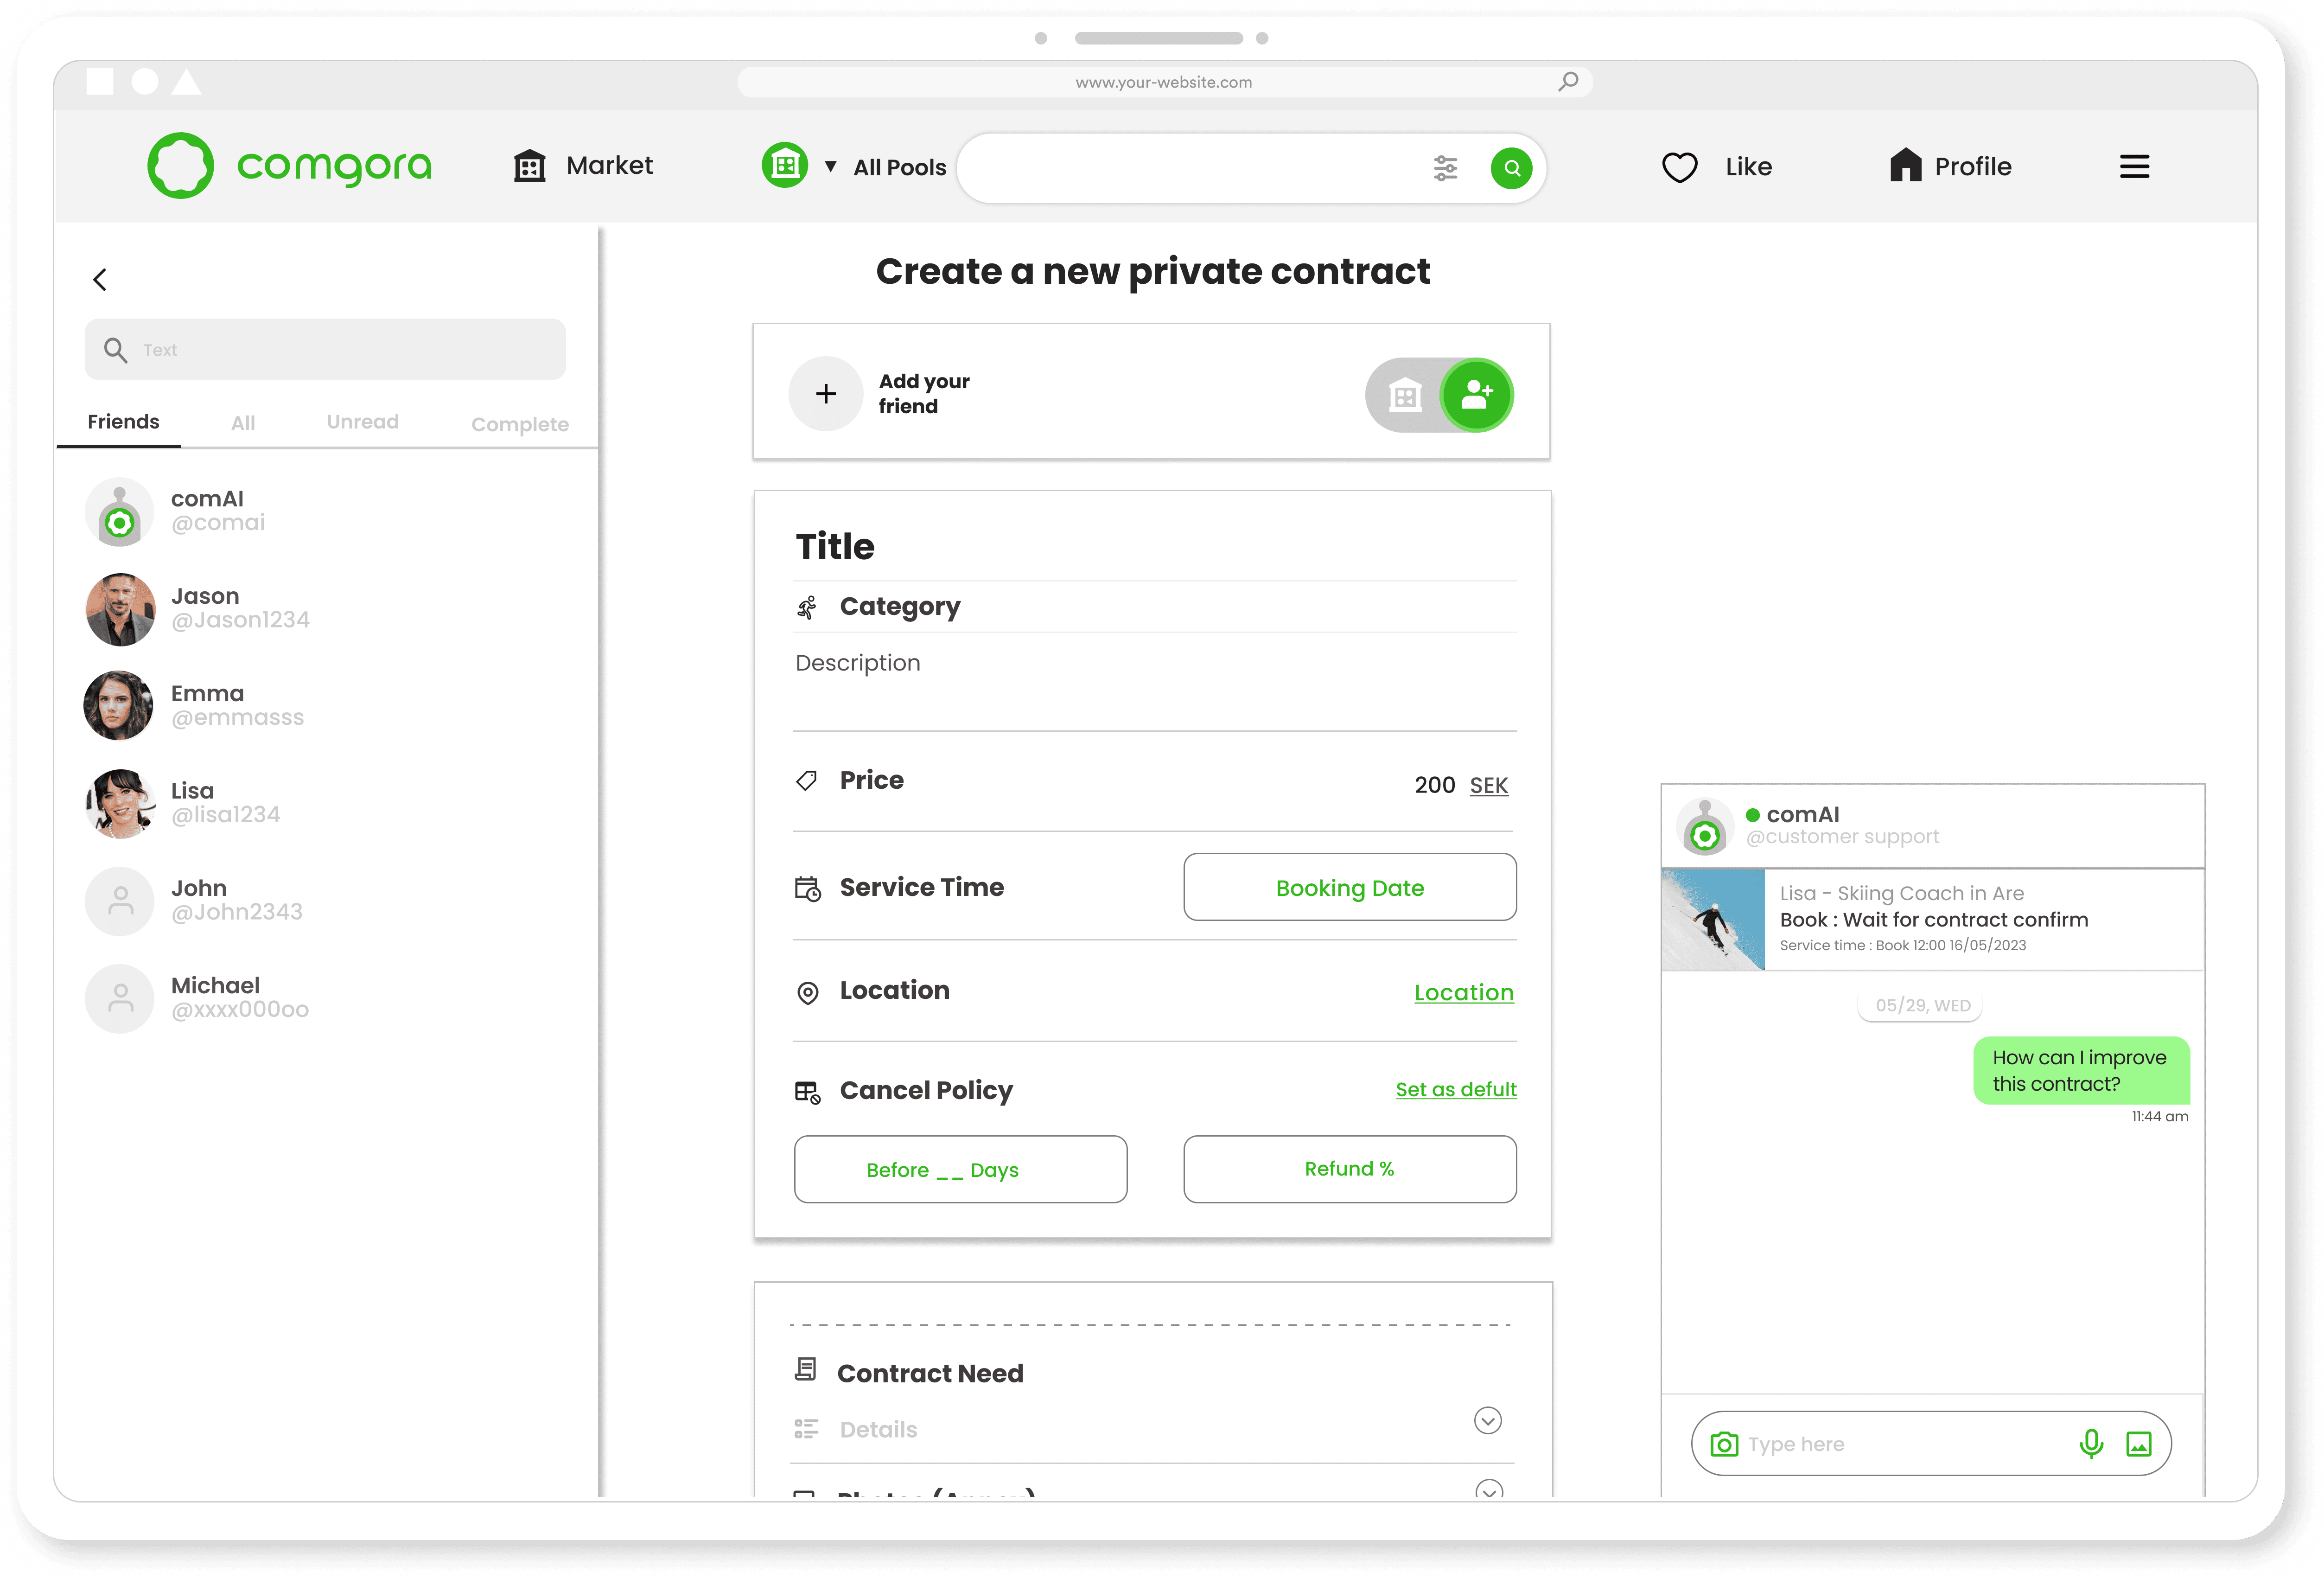 www.your-website.com
comgora
Market
All Pools
Like
Profile
Text
Friends
All
Unread
Complete
comAI
@comai
Jason
@Jason1234
Emma
@emmasss
Lisa
@lisa1234
John
@John2343
Michael
@xxxx000oo
Create a new private contract
Add your
friend
Title
Category
Description
Price
200 SEK
Service Time
Booking Date
Location
Location
Cancel Policy
Set as defult
Before __ Days
Refund %
Contract Need
Details
Photos (Annex)
comAI
@customer support
Lisa - Skiing Coach in Are
Book : Wait for contract confirm
Service time : Book 12:00 16/05/2023
05/29, WED
How can I improve
this contract?
11:44 am
Type here